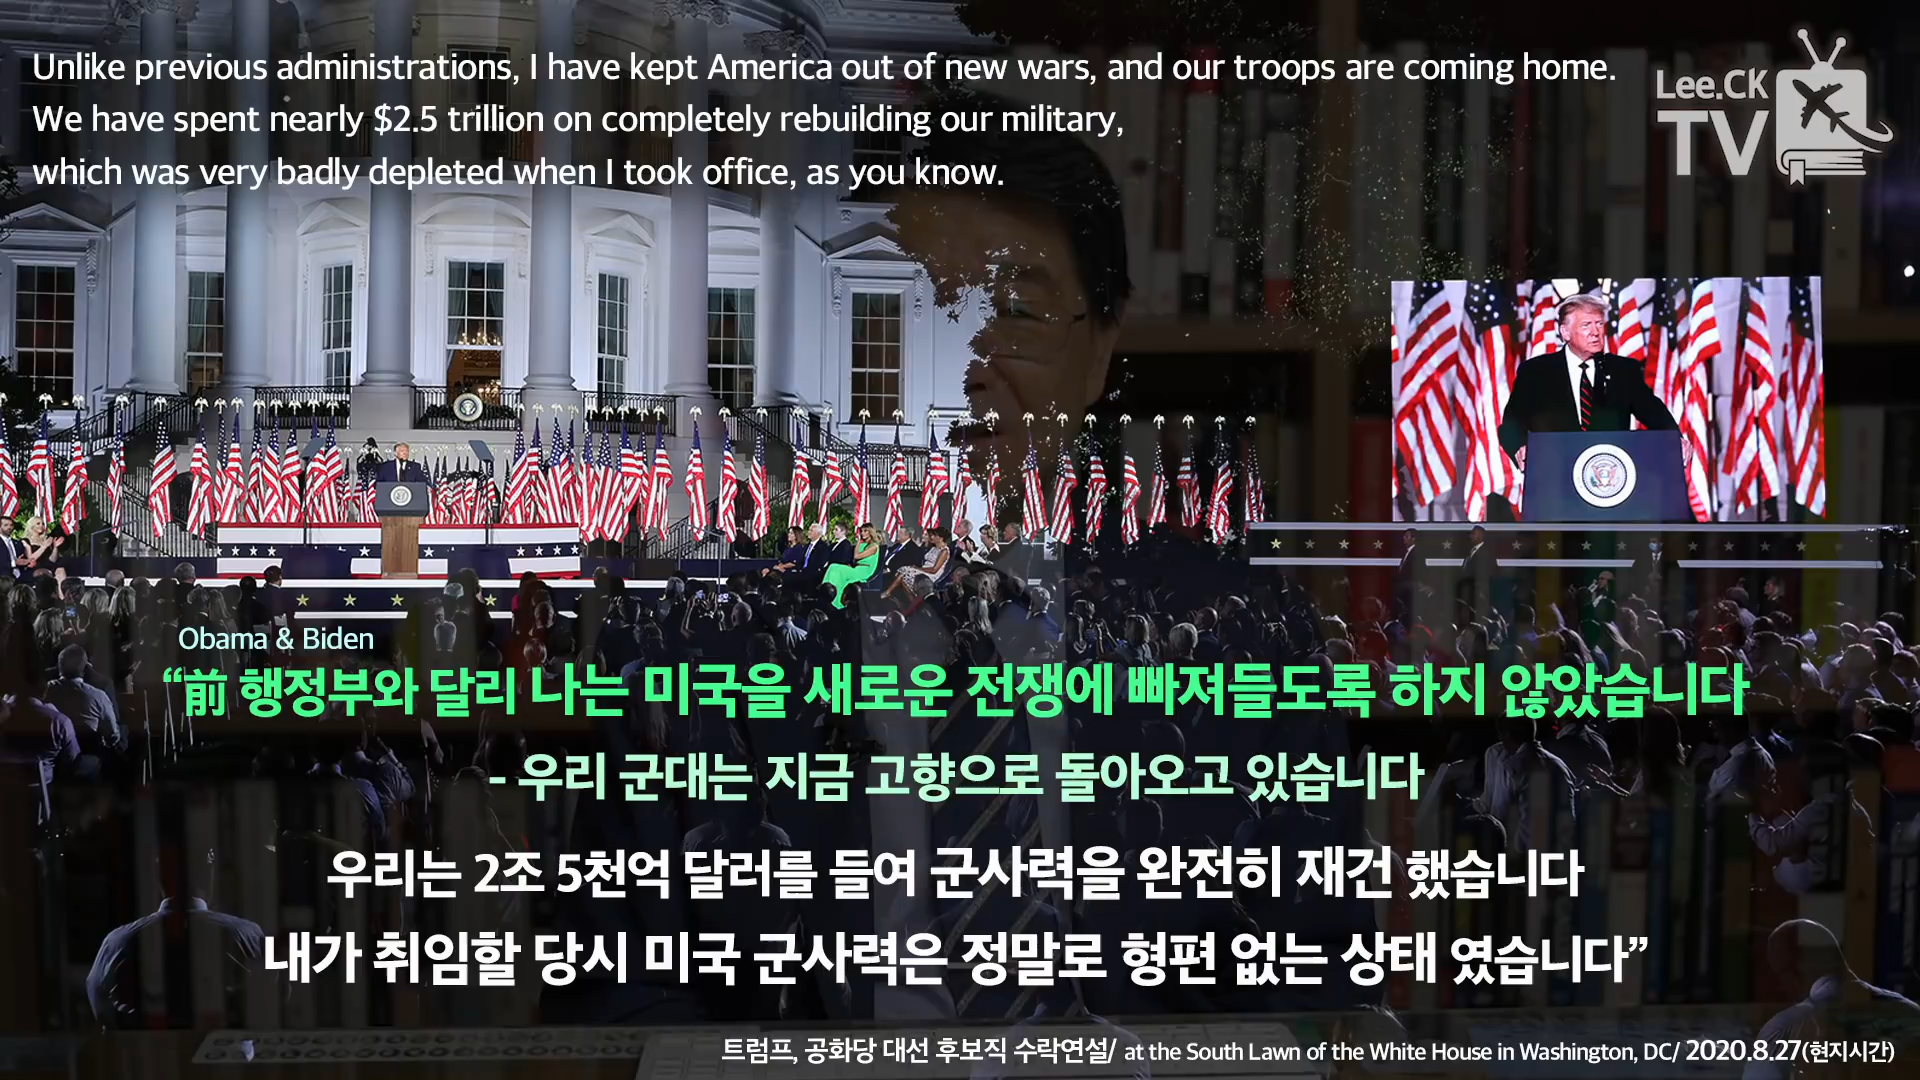 Unlike previous administrations, I have kept America out of new wars, and our troops are coming home.
We have spent nearly $2.5 trillion on completely rebuilding our military,
which was very badly depleted when I took office, as you know.
Lee.CK
TV
Obama & Biden
“前 행정부와 달리 나는 미국을 새로운 전쟁에 빠져들도록 하지 않았습니다
- 우리 군대는 지금 고향으로 돌아오고 있습니다
우리는 2조 5천억 달러를 들여 군사력을 완전히 재건 했습니다
내가 취임할 당시 미국 군사력은 정말로 형편 없는 상태 였습니다”
트럼프, 공화당 대선 후보직 수락연설/ at the South Lawn of the White House in Washington, DC/ 2020.8.27(현지시간)